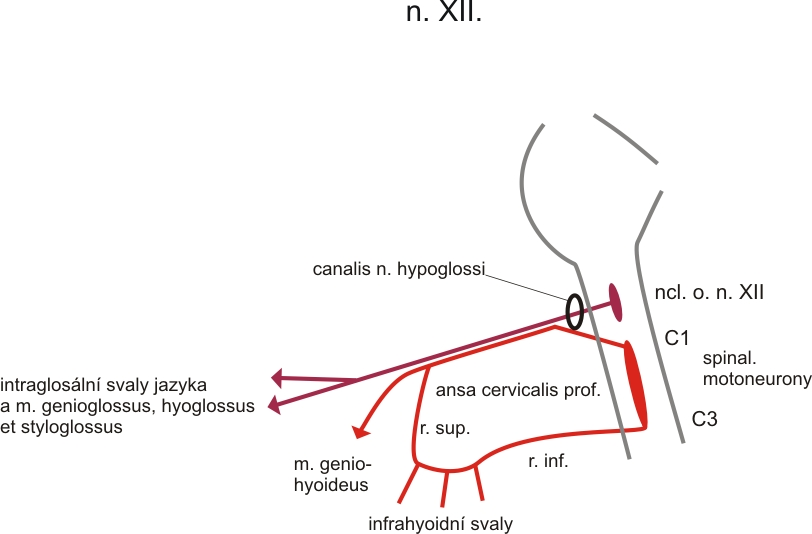 n. XII.
canalis n. hypoglossi
ncl. o. n. XII
C1
spinal.
motoneurony
C3
intraglosální svaly jazyka
a m. genioglossus, hyoglossus
et styloglossus
ansa cervicalis prof.
r. sup.
r. inf.
m. genio-
hyoideus
infrahyoidní svaly